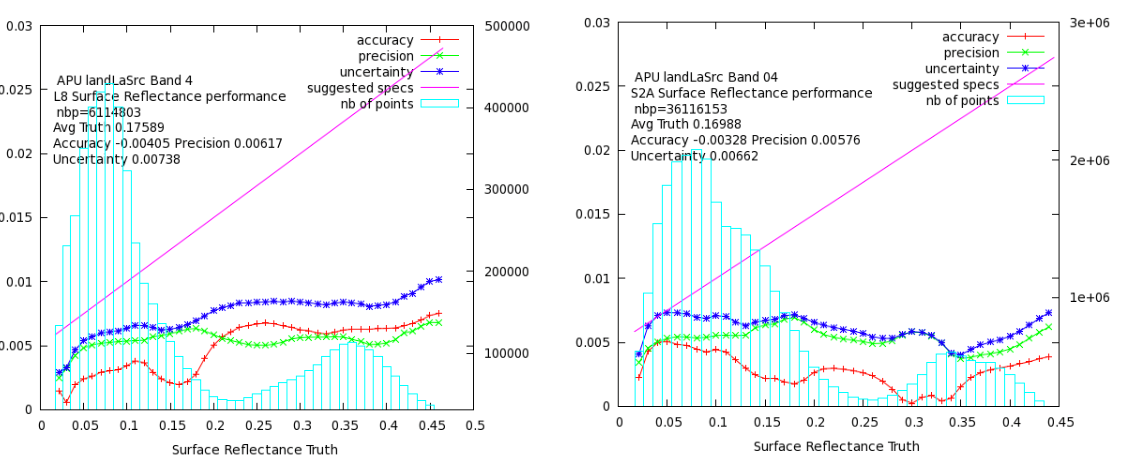 0.03
0.025
0.02
0.015
0.01
0.005
0
0 0.05 0.1 0.15 0.2 0.25 0.3 0.35 0.4 0.45 0.5
500000
400000
300000
200000
100000
accuracy
precision
uncertainty
suggested specs
nb of points
APU landLaSrc Band 4
L8 Surface Reflectance performance
nbp=6114803
Avg Truth 0.17589
Accuracy -0.00405 Precision 0.00617
Uncertainty 0.00738
Surface Reflectance Truth
0.03
0.025
0.02
0.015
0.01
0.005
0
0 0.05 0.1 0.15 0.2 0.25 0.3 0.35 0.4 0.45
3e+06
2e+06
1e+06
accuracy
precision
uncertainty
suggested specs
nb of points
APU landLaSrc Band 04
S2A Surface Reflectance performance
nbp=36116153
Avg Truth 0.16988
Accuracy -0.00328 Precision 0.00576
Uncertainty 0.00662
Surface Reflectance Truth